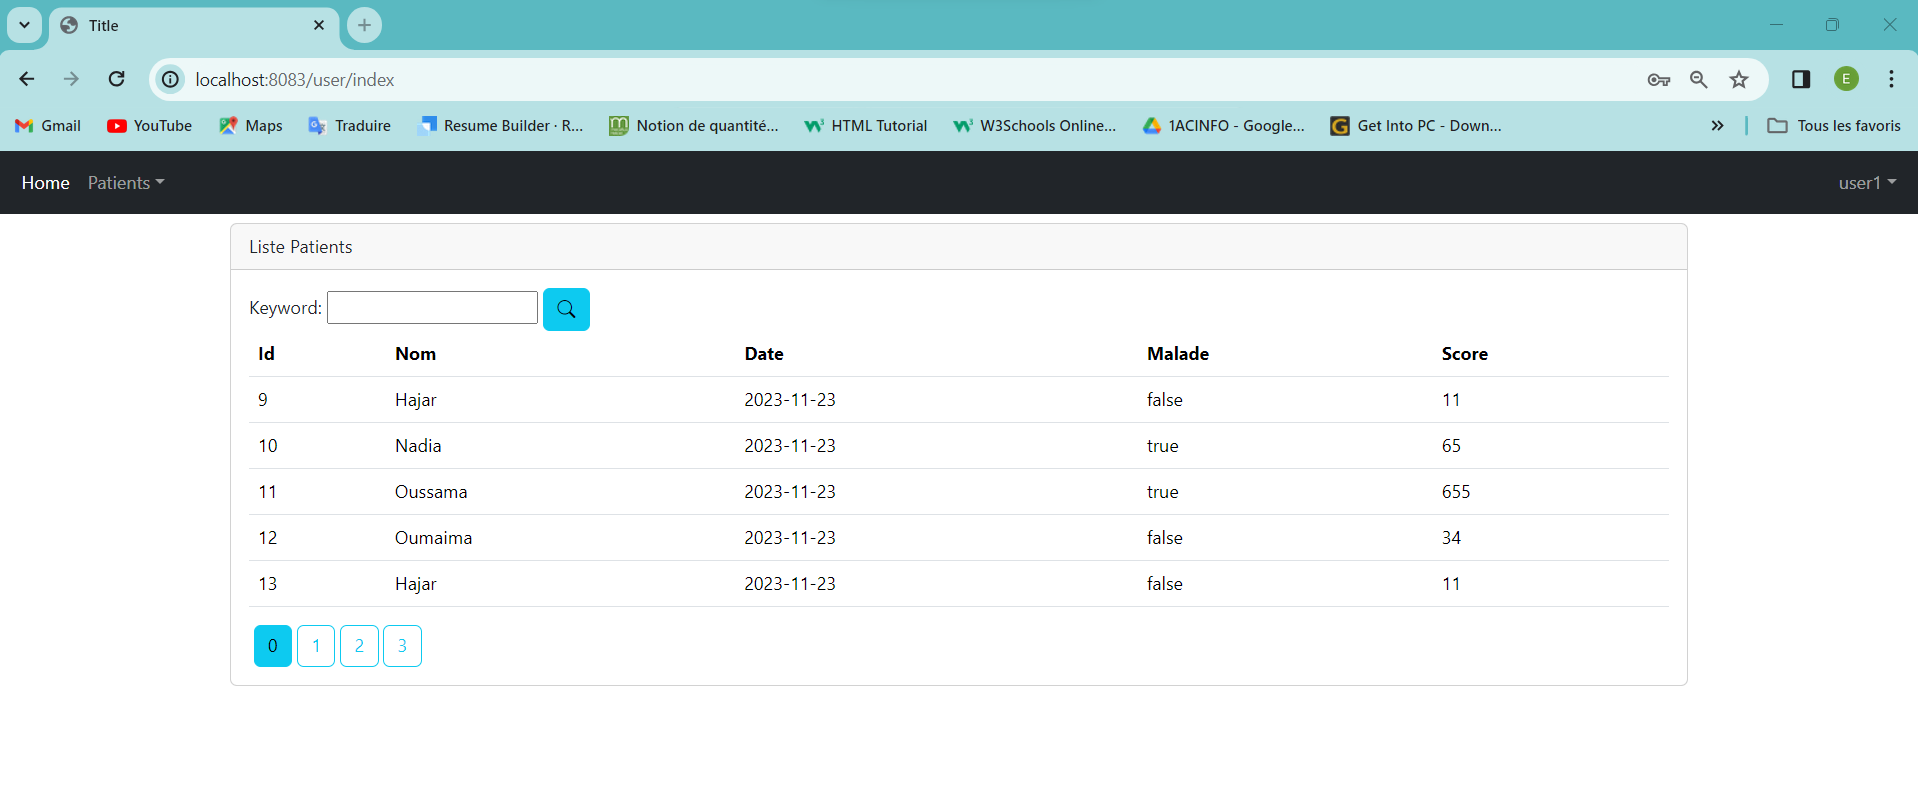 Title
localhost:8083/user/index
E
Gmail YouTube Maps Traduire Resume Builder · R... Notion de quantité... HTML Tutorial W3Schools Online... 1ACINFO - Google... Get Into PC - Down... Tous les favoris
Home Patients user1
Liste Patients
Keyword:
Id Nom Date Malade Score
9 Hajar 2023-11-23 false 11
10 Nadia 2023-11-23 true 65
11 Oussama 2023-11-23 true 655
12 Oumaima 2023-11-23 false 34
13 Hajar 2023-11-23 false 11
0 1 2 3